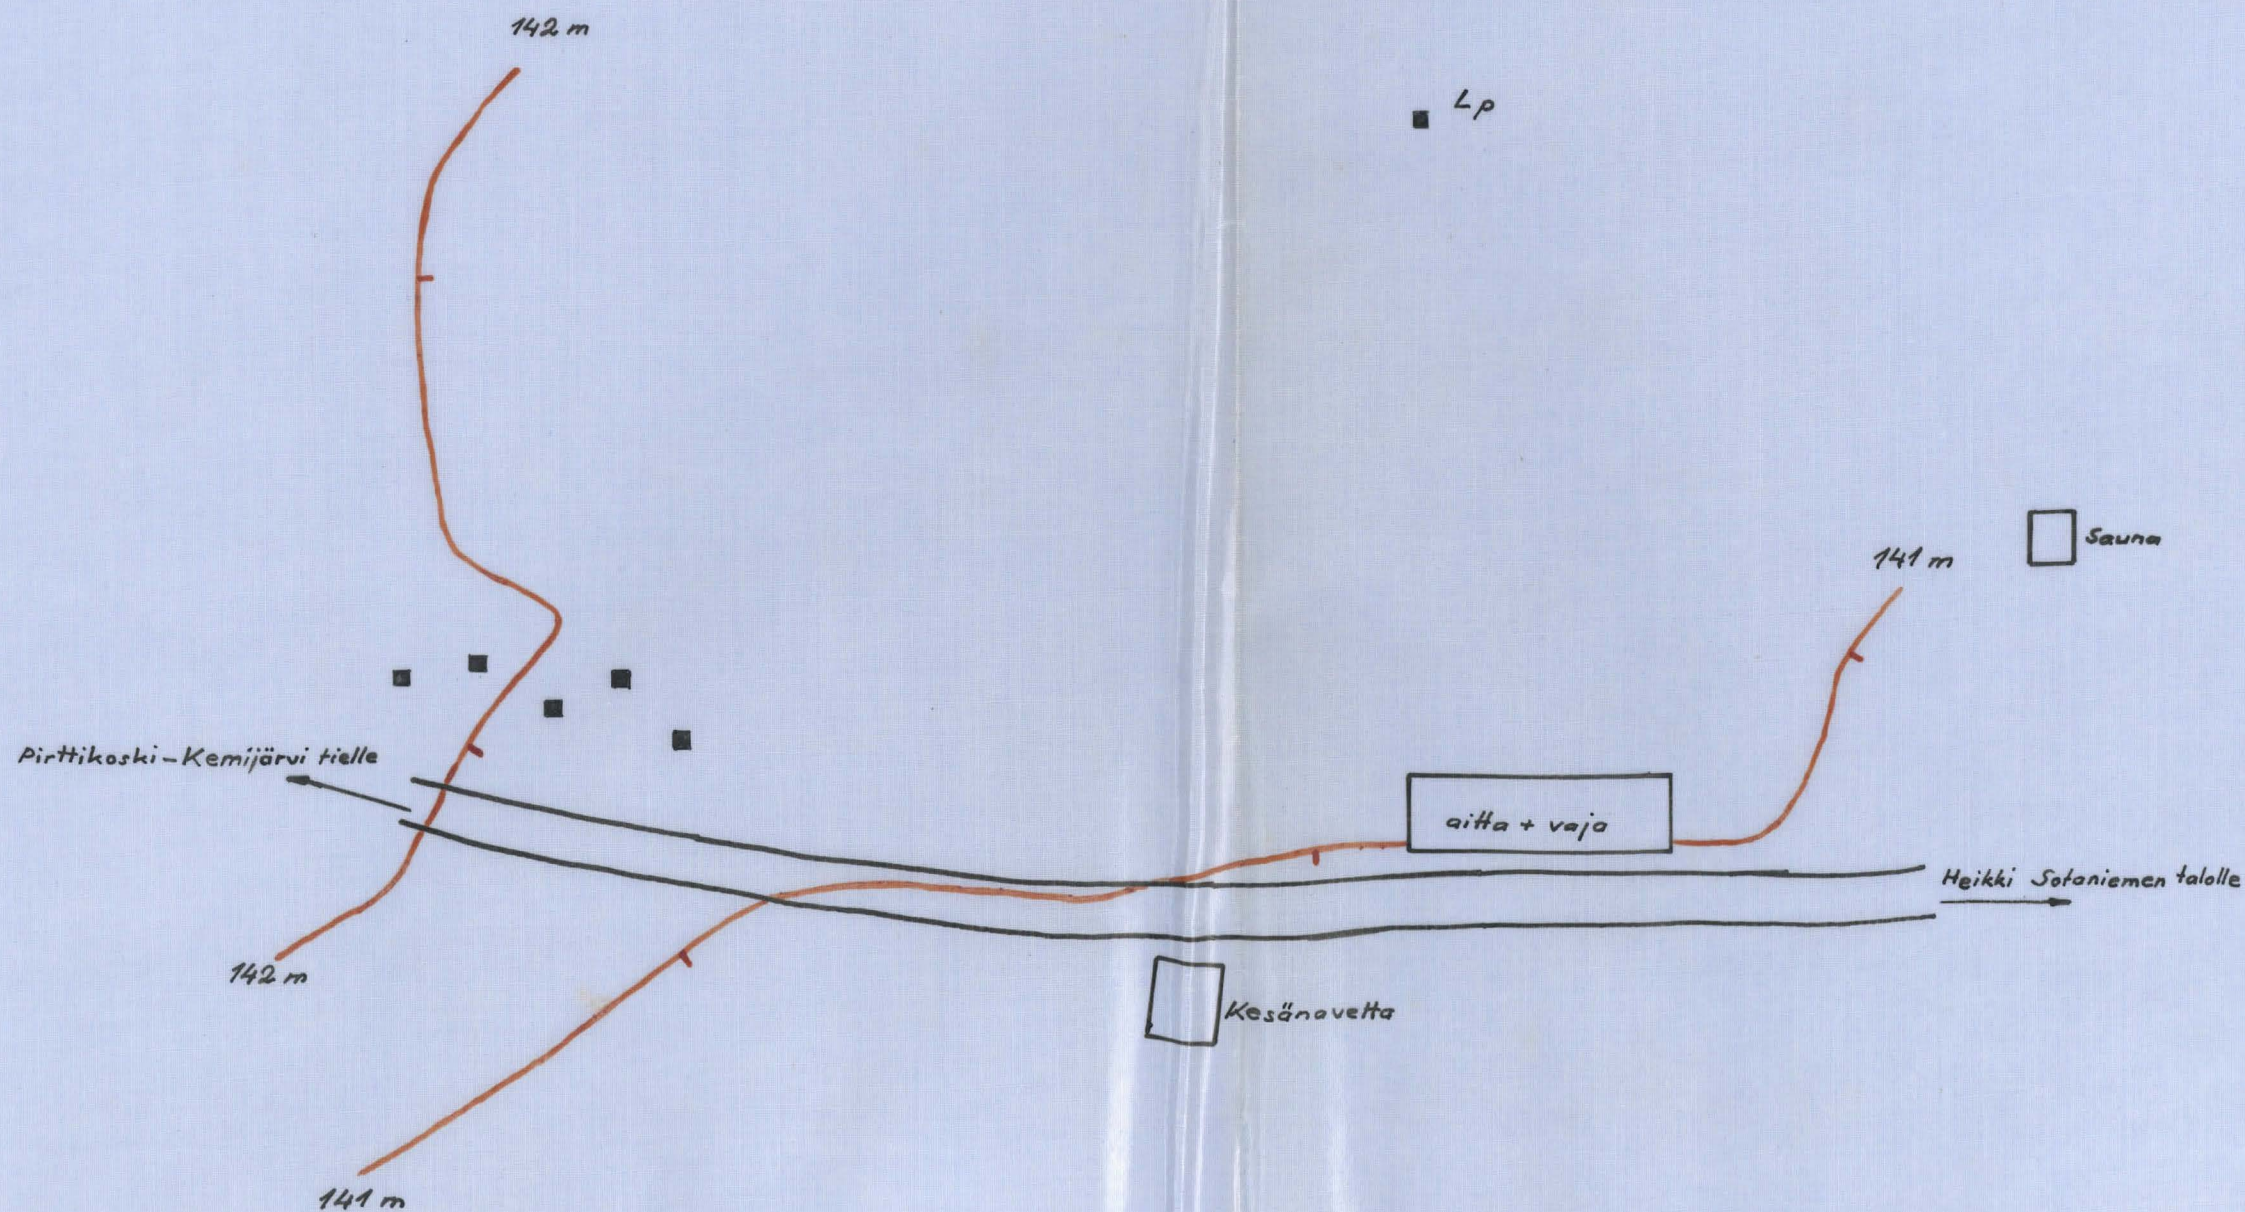 142 m
Lp
Sauna
141 m
Pirttikoski-Kemijärvi tielle
aitta + vaja
Heikki Sotaniemen talolle
142 m
Kesänavetta
141 m